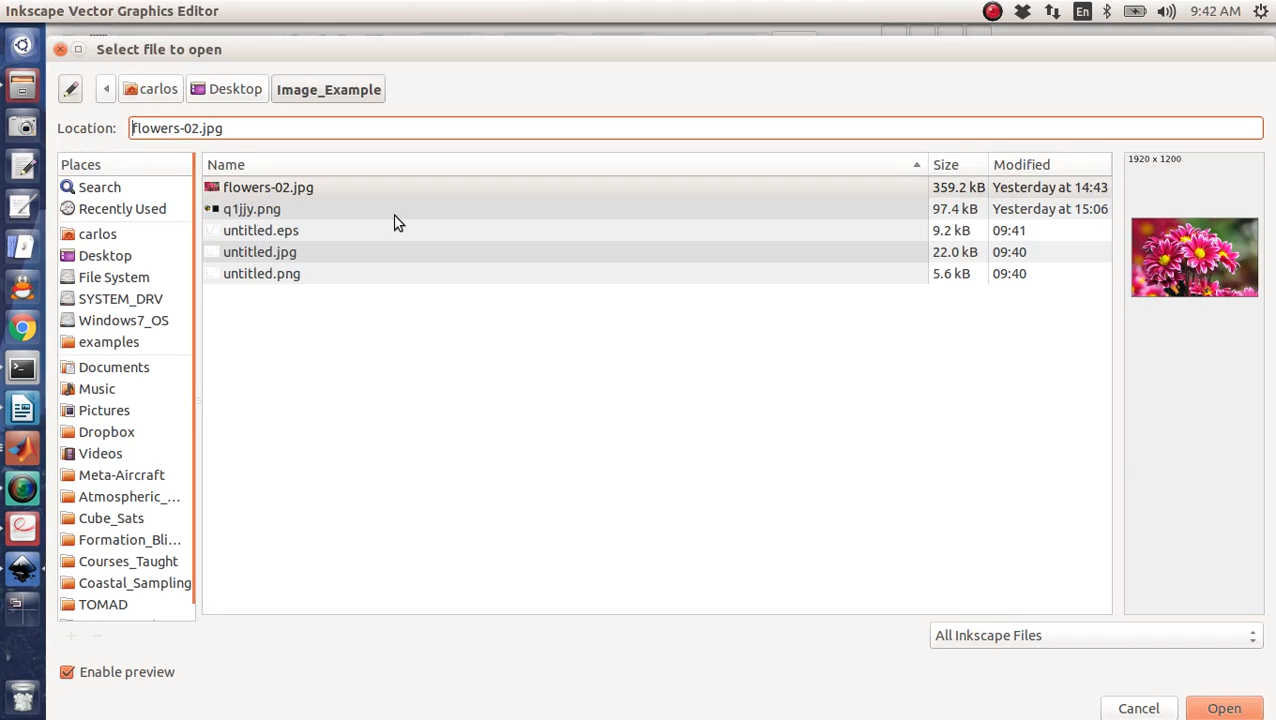 Inkscape Vector Graphics Editor En 9:42 AM
Select file to open
carlos Desktop Image_Example
Location: flowers-02.jpg
Places Name Size Modified 1920 x 1200
Search flowers-02.jpg 359.2 kB Yesterday at 14:43
Recently Used q1jjy.png 97.4 kB Yesterday at 15:06
carlos untitled.eps 9.2 kB 09:41
Desktop untitled.jpg 22.0 kB 09:40
File System untitled.png 5.6 kB 09:40
SYSTEM_DRV
Windows7_OS
examples
Documents
Music
Pictures
Dropbox
Videos
Meta-Aircraft
Atmospheric_...
Cube_Sats
Formation_Bli...
Courses_Taught
Coastal_Sampling
TOMAD
All Inkscape Files
Enable preview
Cancel Open